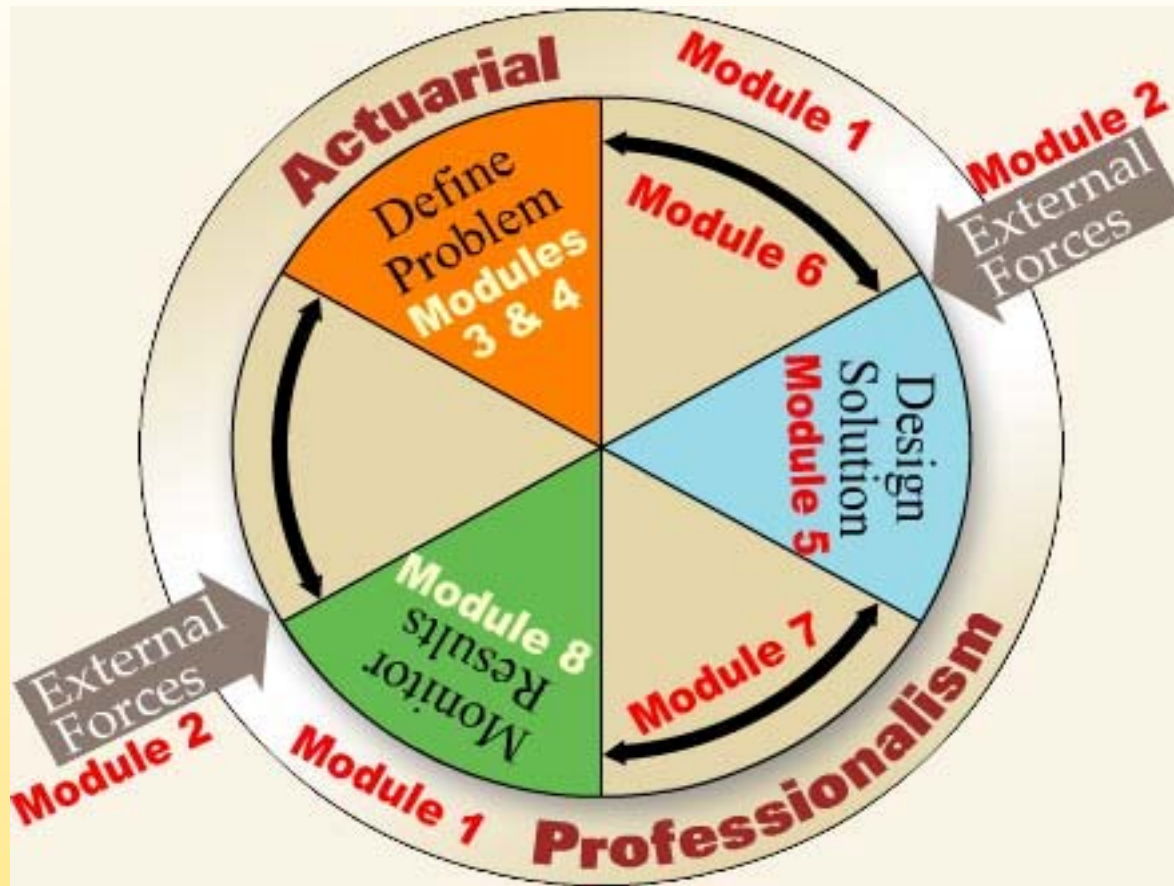 Actuarial
Module 1
Module 2
External
Forces
Define
Problem
Modules
3 & 4
Module 6
Design
Solution
Module 5
Module 8
Results
Monitor
Module 7
External
Forces
Module 2
Module 1
Professionalism